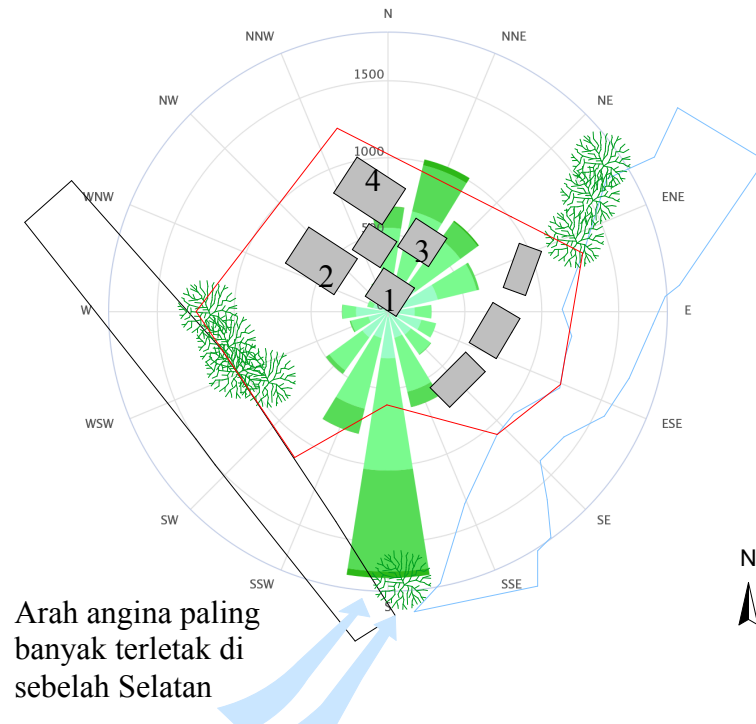 N
NNW
NNE
1500
NW
NE
1000
4
WNW
ENE
3
2
1
W
E
WSW
ESE
SW
SE
N
SSW
SSE
S
Arah angina paling
banyak terletak di
sebelah Selatan